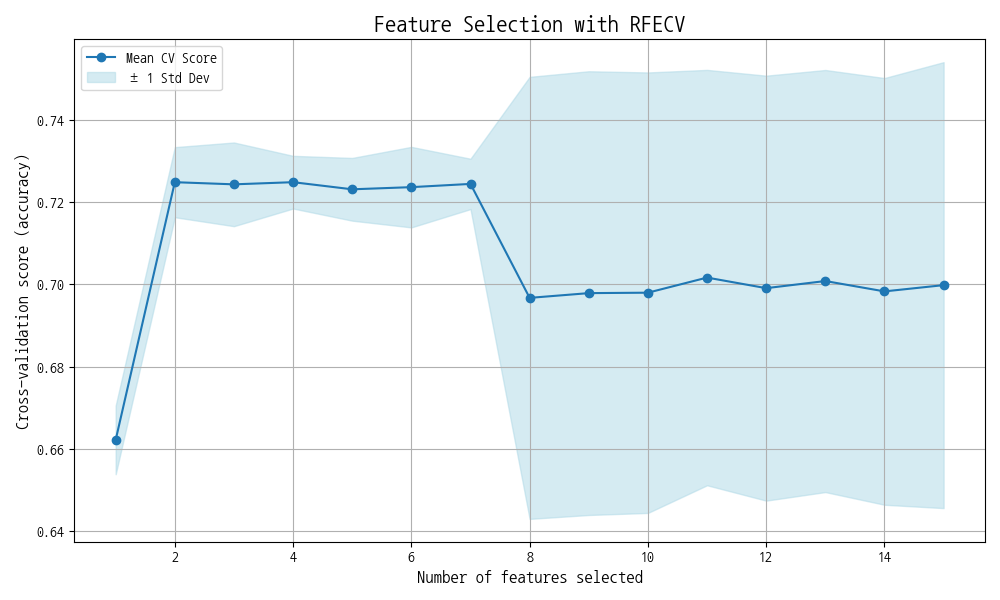 Feature Selection with RFECV
Mean CV Score
± 1 Std Dev
Cross-validation score (accuracy)
0.74
0.72
0.70
0.68
0.66
0.64
2 4 6 8 10 12 14
Number of features selected